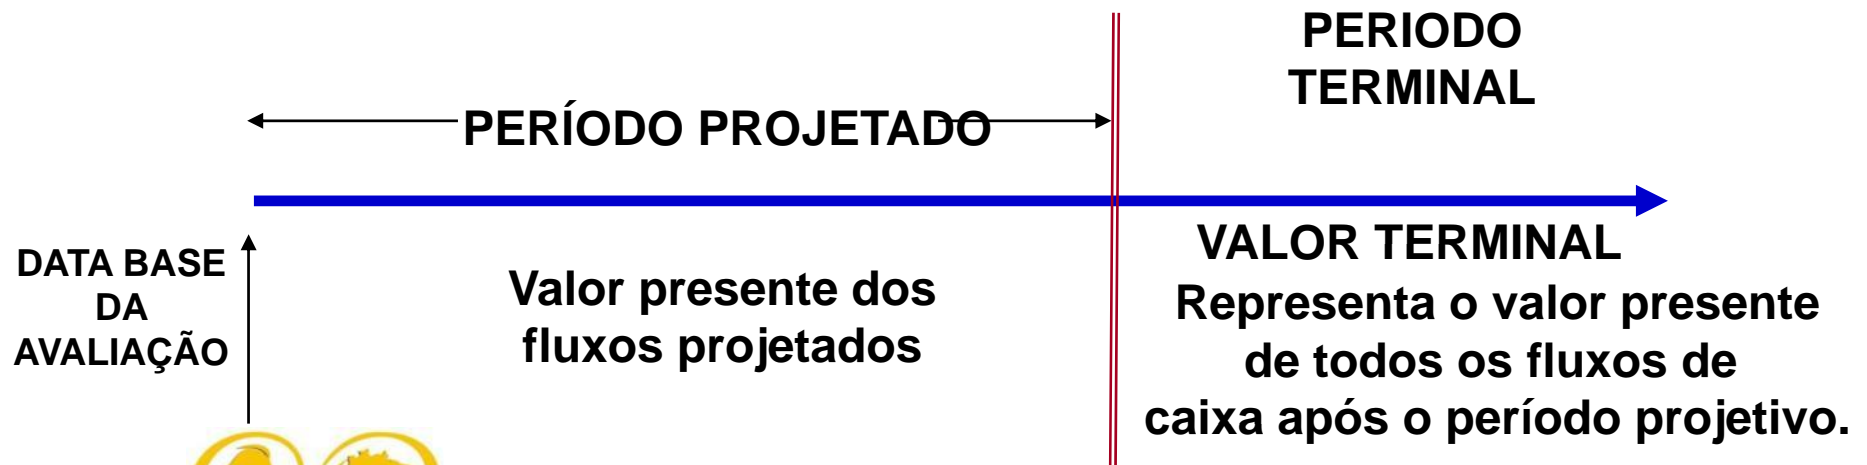 PERIODO
TERMINAL
PERÍODO PROJETADO
DATA BASE
DA
AVALIAÇÃO
Valor presente dos
fluxos projetados
VALOR TERMINAL
Representa o valor presente
de todos os fluxos de
caixa após o período projetivo.